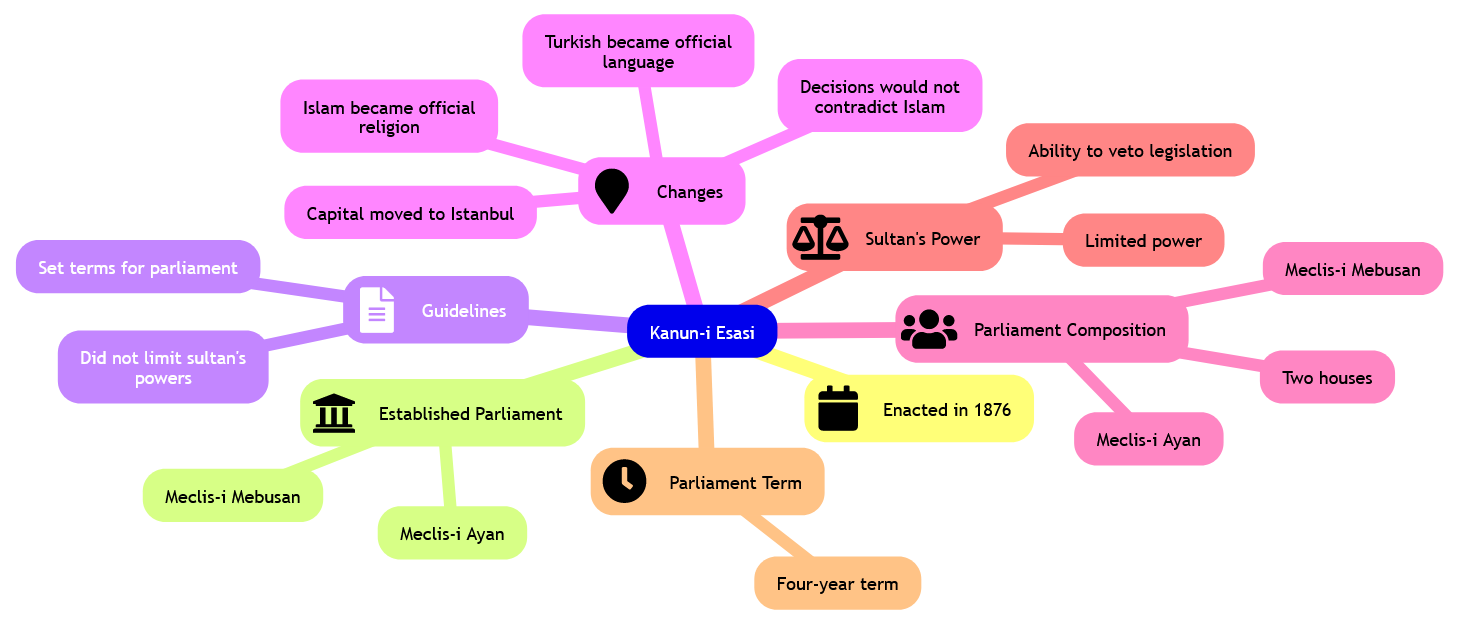 Turkish became official
language
Decisions would not
contradict Islam
Islam became official
religion
Ability to veto legislation
Changes
Capital moved to Istanbul
Sultan's Power
Limited power
Set terms for parliament
Meclis-i Mebusan
Guidelines
Kanun-i Esasi
Parliament Composition
Did not limit sultan's
powers
Two houses
Established Parliament
Enacted in 1876
Meclis-i Ayan
Parliament Term
Meclis-i Mebusan
Meclis-i Ayan
Four-year term